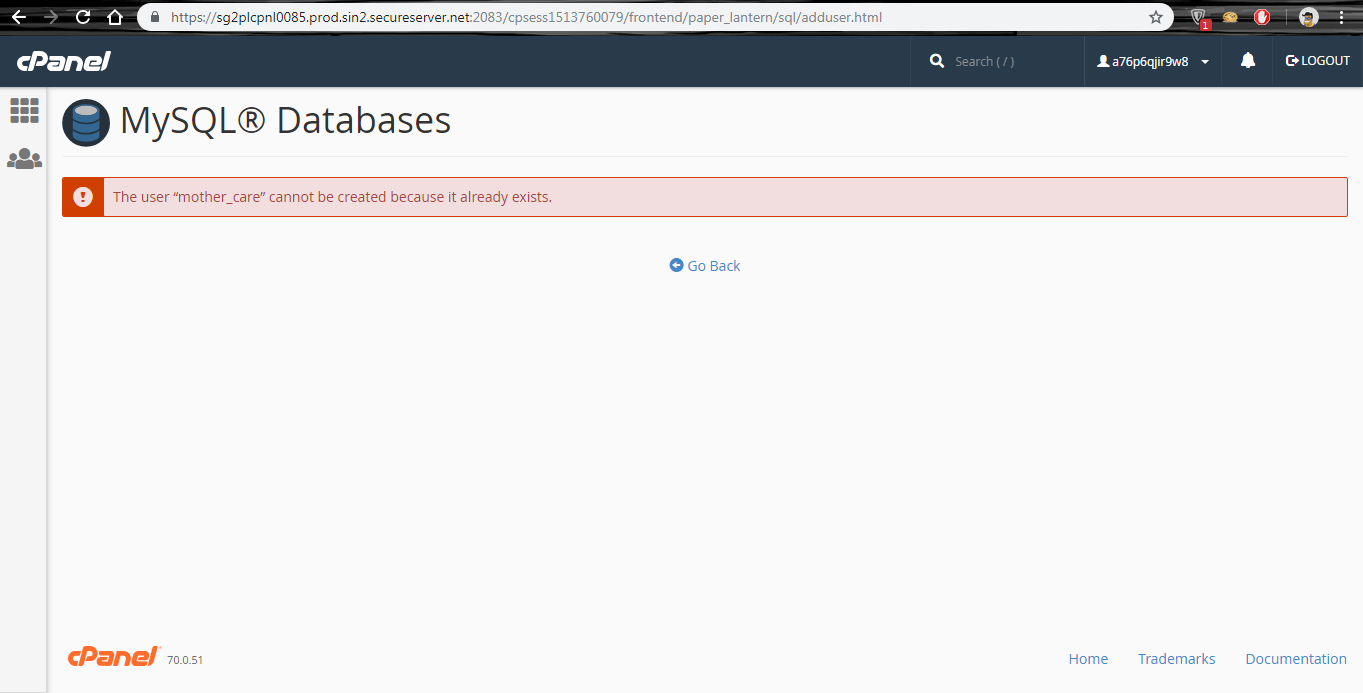 https://sg2plcpnl0085.prod.sin2.secureserver.net:2083/cpsess1513760079/frontend/paper_lantern/sql/adduser.html
1
cPanel
Search ( / )
a76p6qjir9w8
LOGOUT
MySQL® Databases
The user “mother_care” cannot be created because it already exists.
Go Back
cPanel 70.0.51
Home Trademarks Documentation